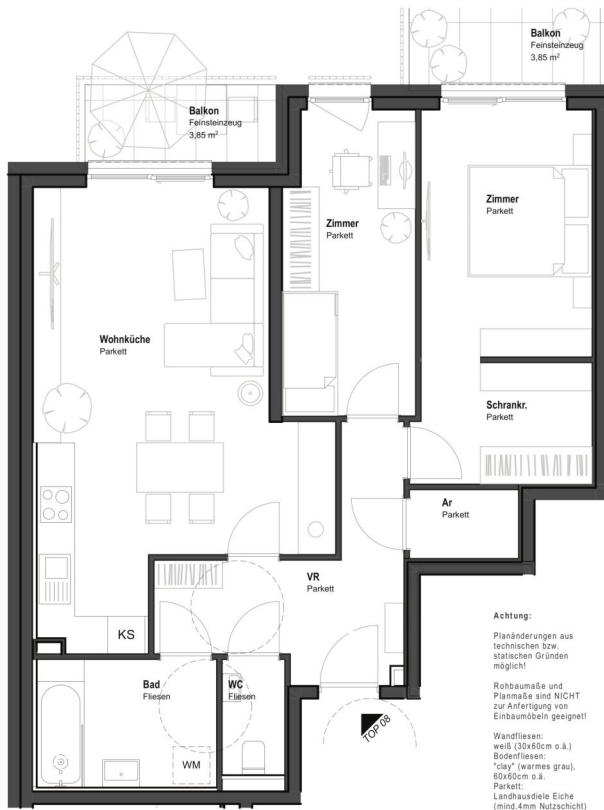 Balkon
Feinsteinzeug
3,85 m²
Balkon
Feinsteinzeug
3,85 m²
Zimmer
Parkett
Zimmer
Parkett
Wohnküche
Parkett
Schrankr.
Parkett
Ar
Parkett
VR
Parkett
KS
Bad
Fliesen
WC
Fliesen
WM
TOP 08
Achtung:
Planänderungen aus
technischen bzw.
statischen Gründen
möglich!
Rohbaumaße und
Planmaße sind NICHT
zur Anfertigung von
Einbaumöbeln geeignet!
Wandfliesen:
weiß (30x60cm o.ä.)
Bodenfliesen:
"clay" (warmes grau),
60x60cm o.ä.
Parkett:
Landhausdiele Eiche
(mind.4mm Nutzschicht)